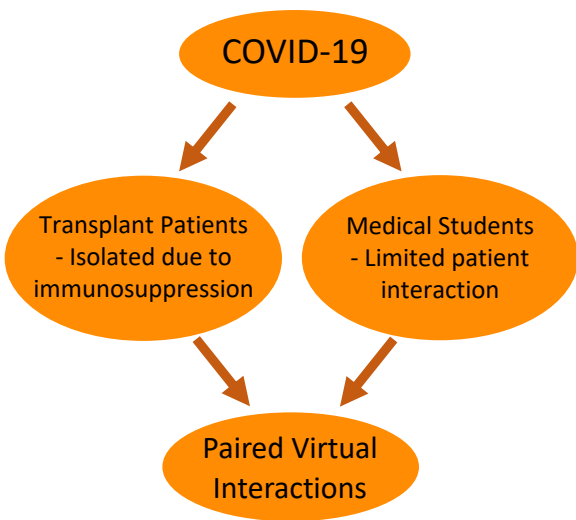 COVID-19
Transplant Patients
- Isolated due to
immunosuppression
Medical Students
- Limited patient
interaction
Paired Virtual
Interactions